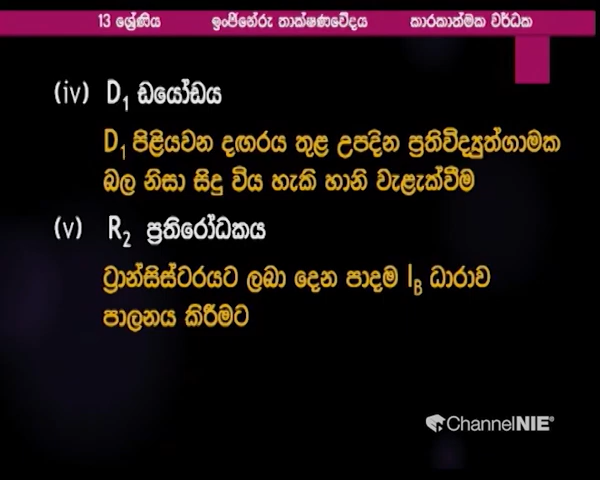 13 ශ්‍රේණිය ඉංජිනේරු තාක්ෂණවේදය කාරකාත්මක වර්ධක
(iv) D1 ඩයෝඩය
D1 පිළියවන දඟරය තුළ උපදින ප්‍රතිවිද්‍යුත්ගාමක
බල නිසා සිදු විය හැකි හානි වැළැක්වීම
(v) R2 ප්‍රතිරෝධකය
ට්‍රාන්සිස්ටරයට ලබා දෙන පාදම IB ධාරාව
පාලනය කිරීමට
ChannelNIE®